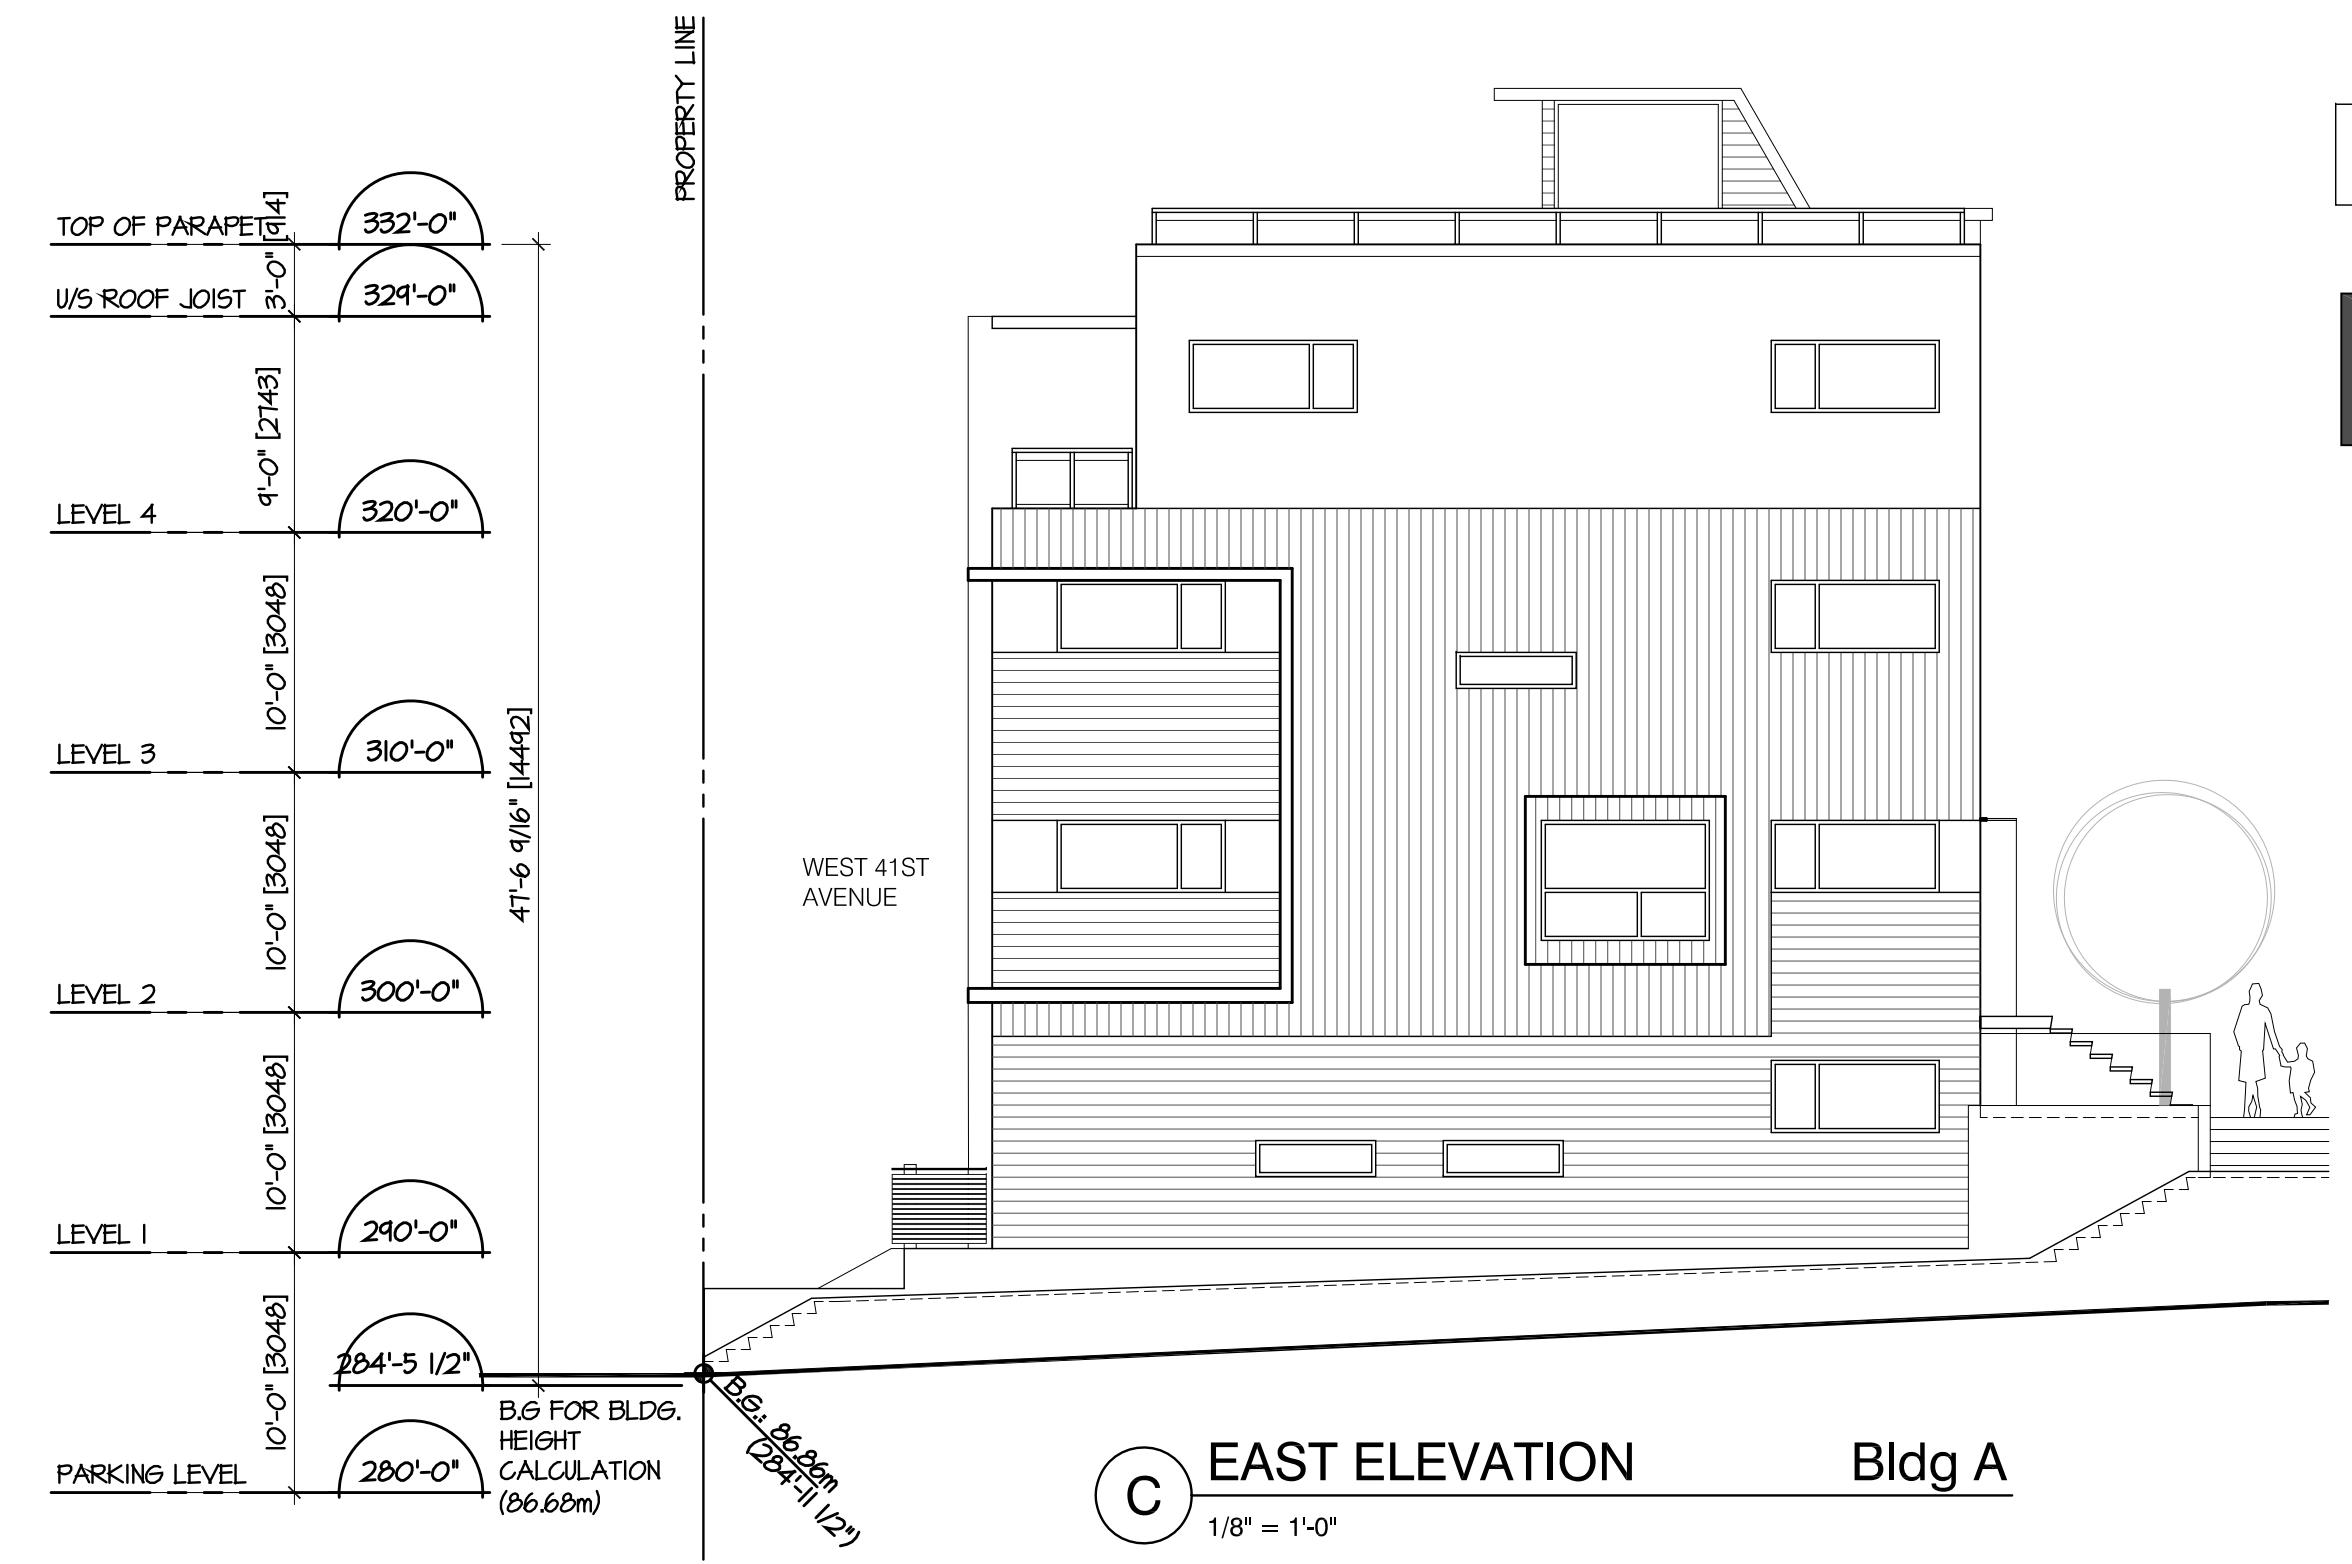 PROPERTY LINE
TOP OF PARAPET
332'-0"
3'-0" [914]
U/S ROOF JOIST
329'-0"
9'-0" [2743]
LEVEL 4
320'-0"
10'-0" [3048]
LEVEL 3
310'-0"
10'-0" [3048]
47'-6 9/16" [14492]
WEST 41ST
AVENUE
LEVEL 2
300'-0"
10'-0" [3048]
LEVEL 1
290'-0"
10'-0" [3048]
284'-5 1/2"
B.G FOR BLDG.
HEIGHT
CALCULATION
(86.68m)
B.G.: 86.86m
(284'-11 1/2")
PARKING LEVEL
280'-0"
C
EAST ELEVATION
Bldg A
1/8" = 1'-0"